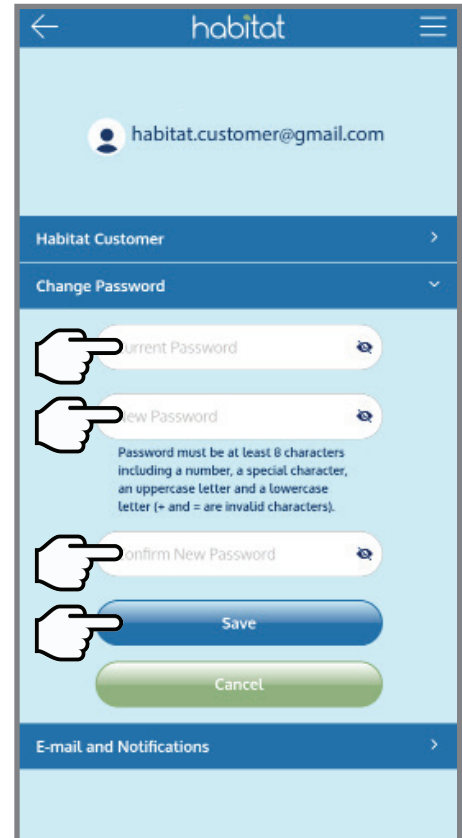 habitat
habitat.customer@gmail.com
Habitat Customer
Change Password
urrent Password
ew Password
Password must be at least 8 characters
including a number, a special character,
an uppercase letter and a lowercase
letter (+ and = are invalid characters).
onfirm New Password
Save
Cancel
E-mail and Notifications